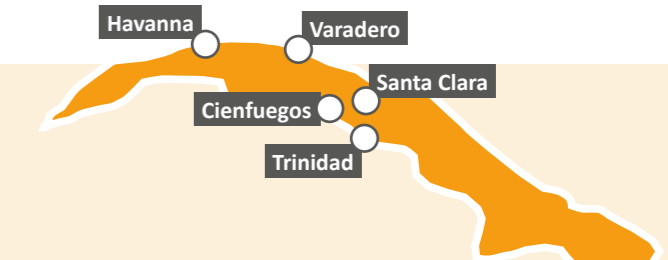 Havanna
Varadero
Santa Clara
Cienfuegos
Trinidad